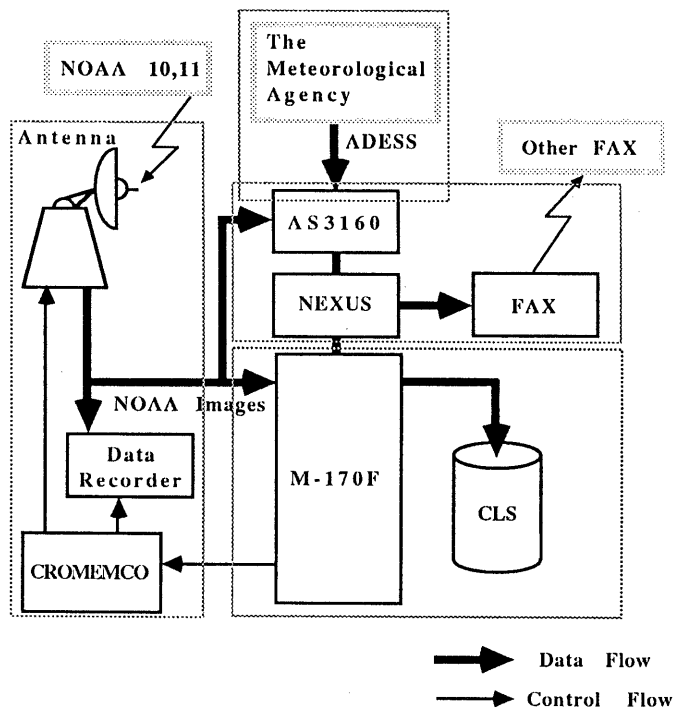 The
Meteorological
Agency
NOAA 10,11
Antenna
ADESS
Other FAX
AS3160
NEXUS
FAX
NOAA Images
Data
Recorder
M-170F
CLS
CROMEMCO
Data Flow
Control Flow